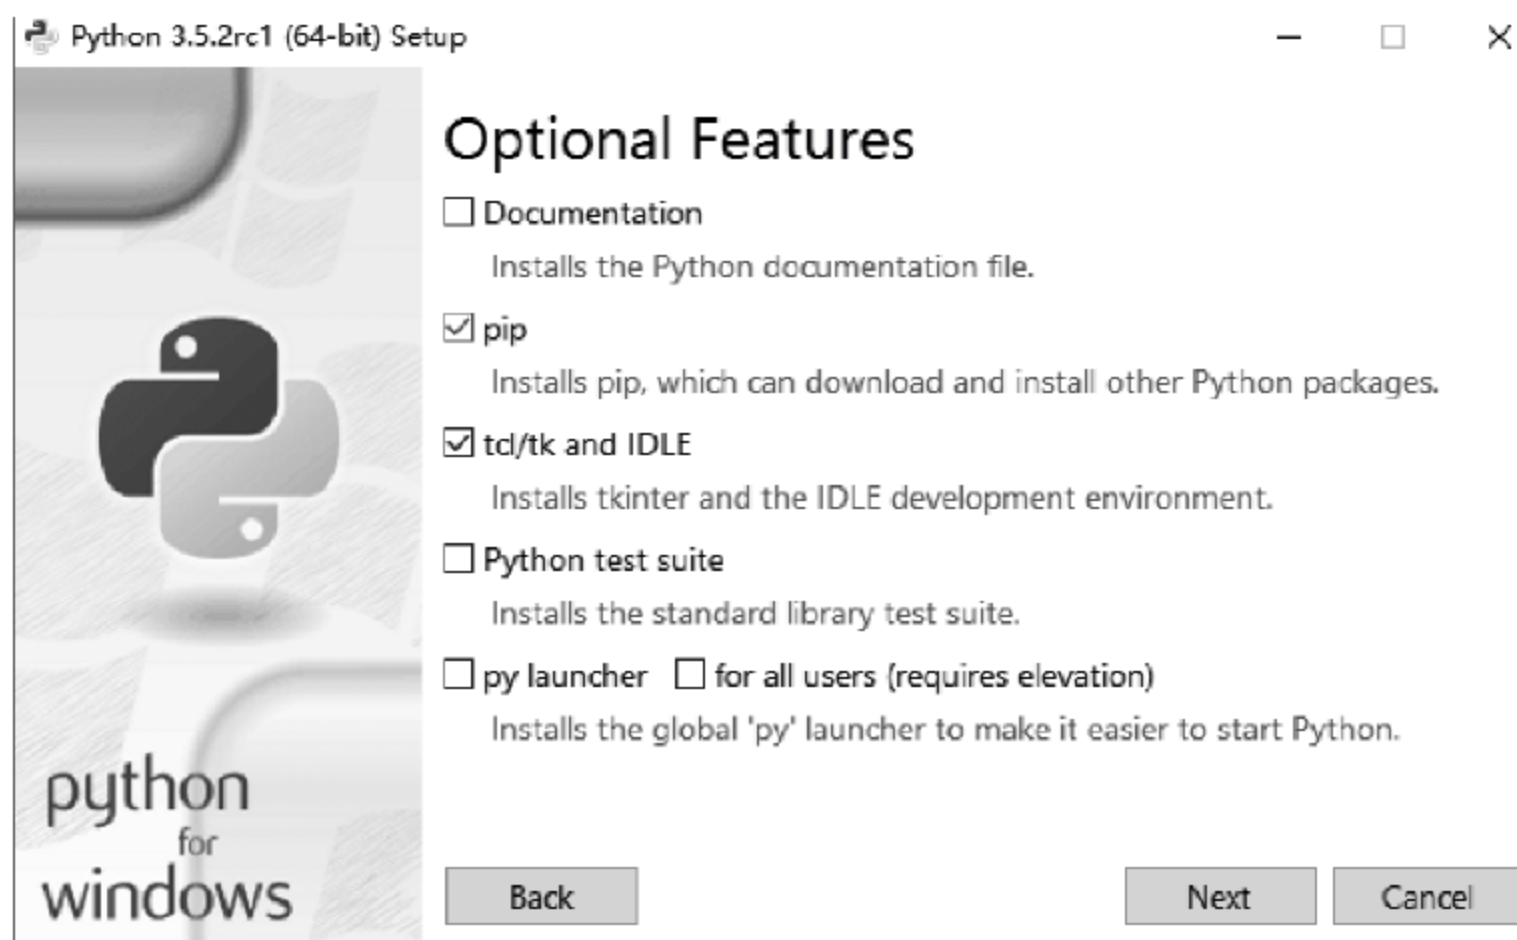 Python 3.5.2rc1 (64-bit) Setup
Optional Features
Documentation
Installs the Python documentation file.
pip
Installs pip, which can download and install other Python packages.
tcl/tk and IDLE
Installs tkinter and the IDLE development environment.
Python test suite
Installs the standard library test suite.
py launcher for all users (requires elevation)
Installs the global 'py' launcher to make it easier to start Python.
python
for
windows
Back Next Cancel